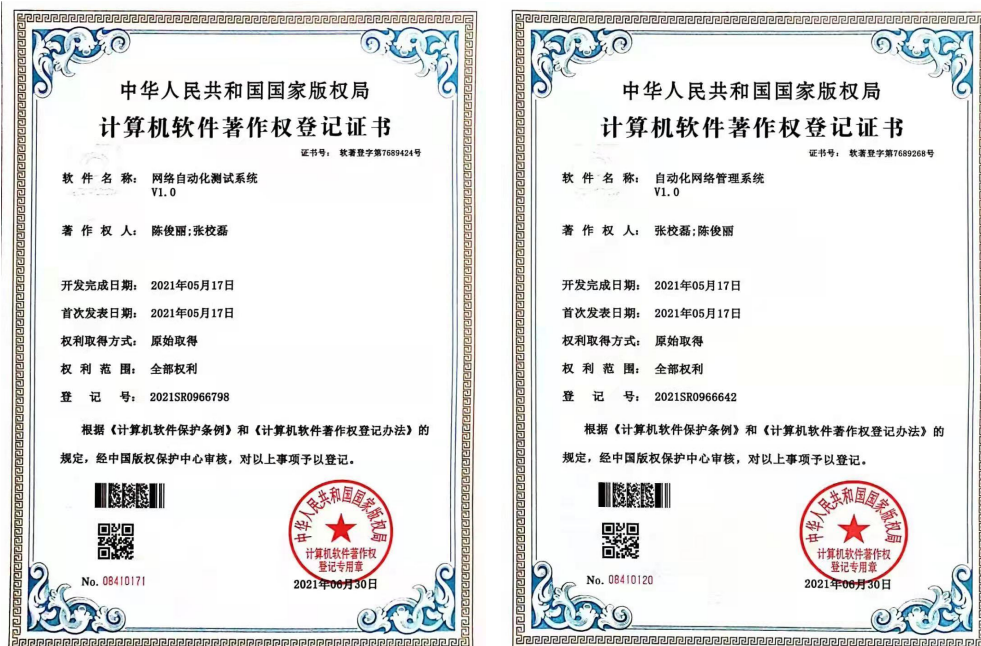 中华人民共和国国家版权局
计算机软件著作权登记证书
证书号： 软著登字第7689424号
软 件 名 称： 网络自动化测试系统
V1.0
著 作 权 人： 陈俊丽;张校磊
开发完成日期： 2021年05月17日
首次发表日期： 2021年05月17日
权利取得方式： 原始取得
权 利 范 围： 全部权利
登 记 号： 2021SR0966798
根据《计算机软件保护条例》和《计算机软件著作权登记办法》的
规定，经中国版权保护中心审核，对以上事项予以登记。
中华人民共和国国家版权局
计算机软件著作权
登记专用章
No. 08410171
2021年06月30日
中华人民共和国国家版权局
计算机软件著作权登记证书
证书号： 软著登字第7689268号
软 件 名 称： 自动化网络管理系统
V1.0
著 作 权 人： 张校磊;陈俊丽
开发完成日期： 2021年05月17日
首次发表日期： 2021年05月17日
权利取得方式： 原始取得
权 利 范 围： 全部权利
登 记 号： 2021SR0966642
根据《计算机软件保护条例》和《计算机软件著作权登记办法》的
规定，经中国版权保护中心审核，对以上事项予以登记。
中华人民共和国国家版权局
计算机软件著作权
登记专用章
No. 08410120
2021年06月30日